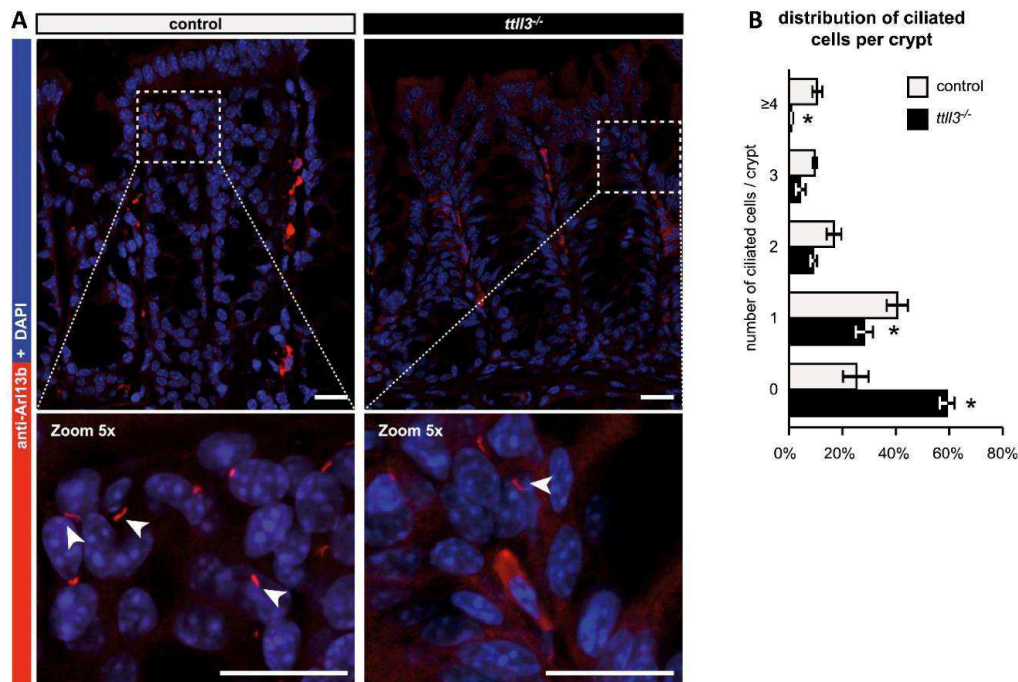 A
control
ttll3-/-
anti-Arl13b + DAPI
Zoom 5x
Zoom 5x
B
distribution of ciliated
cells per crypt
control
ttll3-/-
number of ciliated cells / crypt
≥4
*
3
2
1
*
0
*
0%
20%
40%
60%
80%